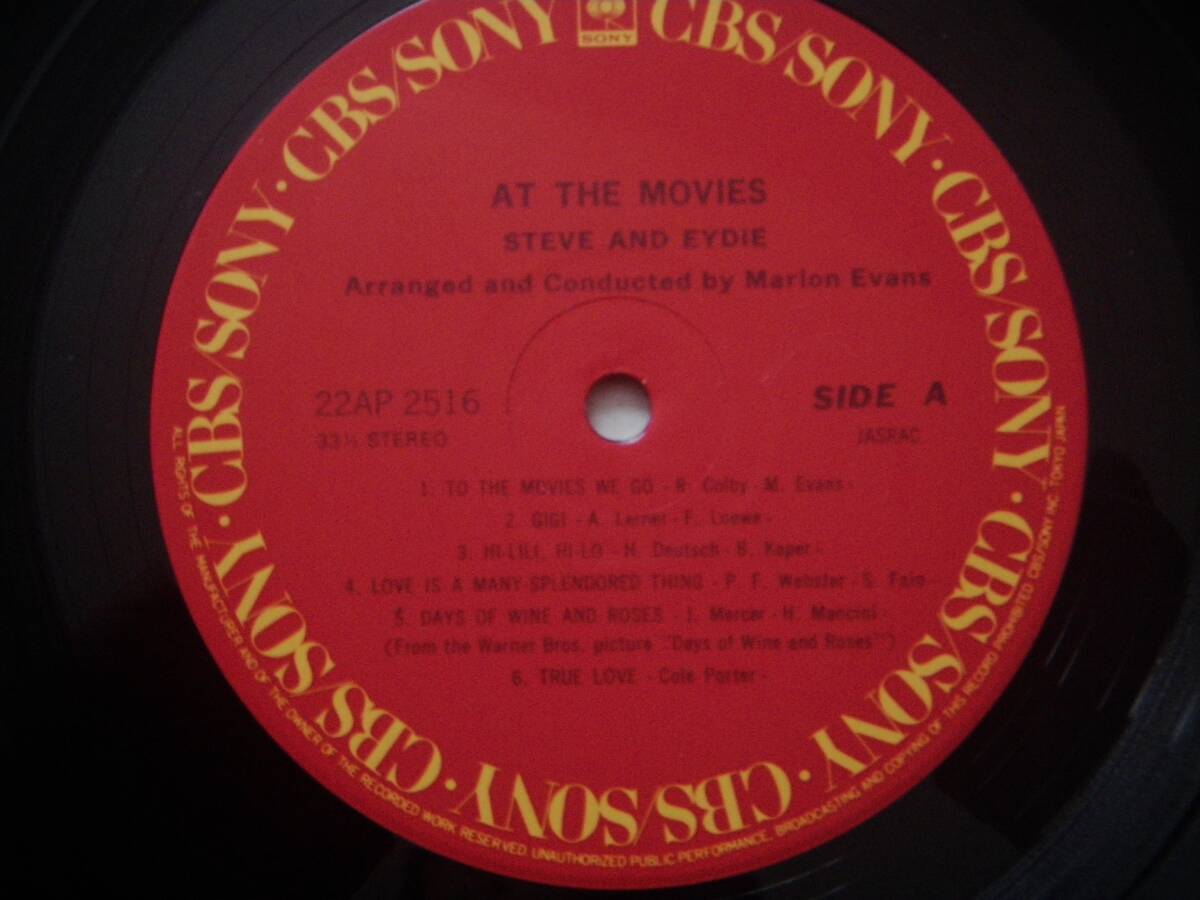 SONY
CBS/SONY · CBS/SONY · CBS/SONY · CBS/SONY · CBS/SONY · CBS/SONY · CBS/SONY · CBS/SONY
AT THE MOVIES
STEVE AND EYDIE
Arranged and Conducted by Marion Evans
22AP 2516
SIDE A
33⅓ STEREO
JASRAC
1. TO THE MOVIES WE GO - R. Colby - M. Evans -
2. GIGI - A. Lerner - F. Loewe -
3. HI-LILI, HI-LO - H. Deutsch - B. Kaper -
4. LOVE IS A MANY-SPLENDORED THING - P. F. Webster - S. Fain -
5. DAYS OF WINE AND ROSES - J. Mercer - H. Mancini -
(From the Warner Bros. picture "Days of Wine and Roses")
6. TRUE LOVE - Cole Porter -
ALL RIGHTS OF THE MANUFACTURER AND OF THE OWNER OF THE RECORDED WORK RESERVED. UNAUTHORIZED PUBLIC PERFORMANCE, BROADCASTING AND COPYING OF THIS RECORD PROHIBITED. CBS/SONY INC. TOKYO JAPAN